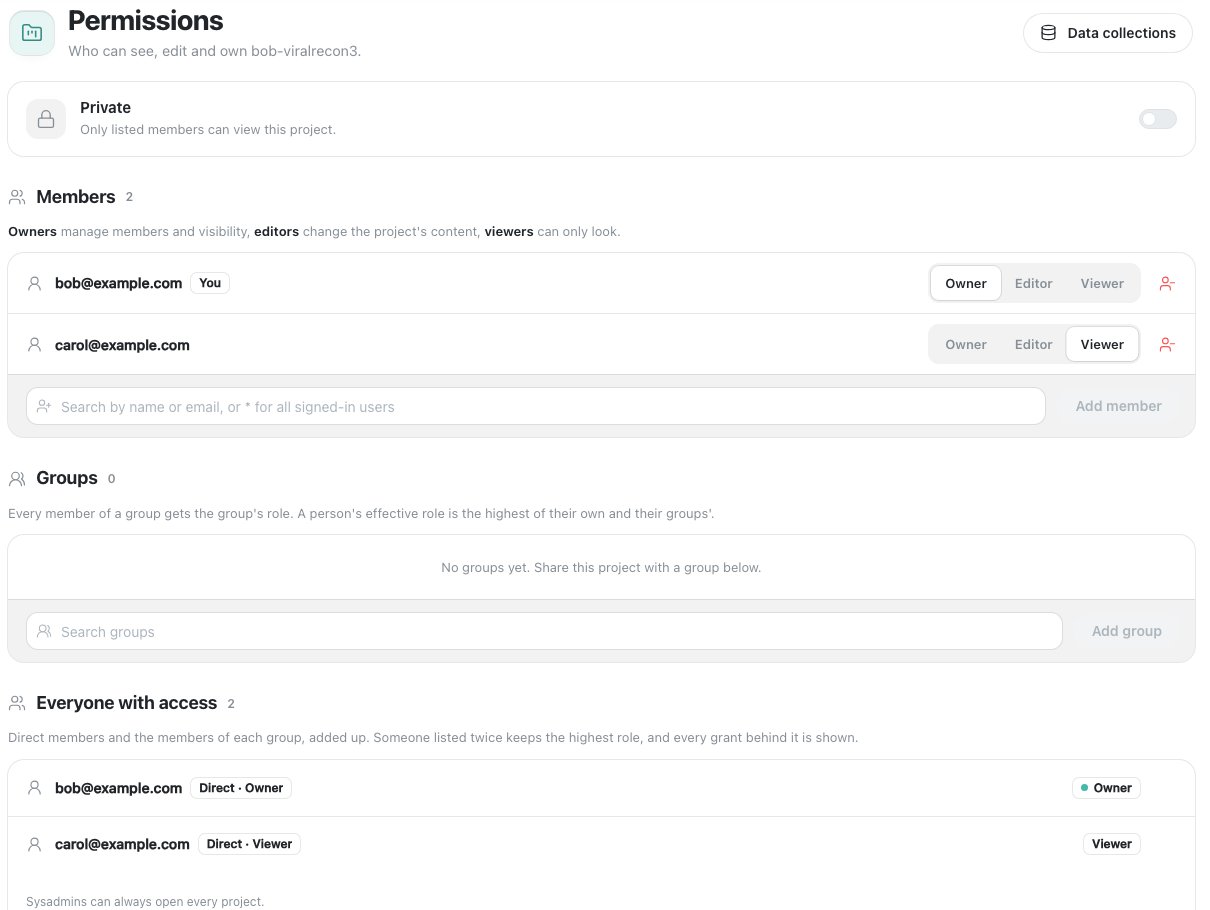 Permissions
Who can see, edit and own bob-viralrecon3.
Data collections
Private
Only listed members can view this project.
Members 2
Owners manage members and visibility, editors change the project's content, viewers can only look.
bob@example.com You Owner Editor Viewer
carol@example.com Owner Editor Viewer
Search by name or email, or * for all signed-in users Add member
Groups 0
Every member of a group gets the group's role. A person's effective role is the highest of their own and their groups'.
No groups yet. Share this project with a group below.
Search groups Add group
Everyone with access 2
Direct members and the members of each group, added up. Someone listed twice keeps the highest role, and every grant behind it is shown.
bob@example.com Direct · Owner Owner
carol@example.com Direct · Viewer Viewer
Sysadmins can always open every project.